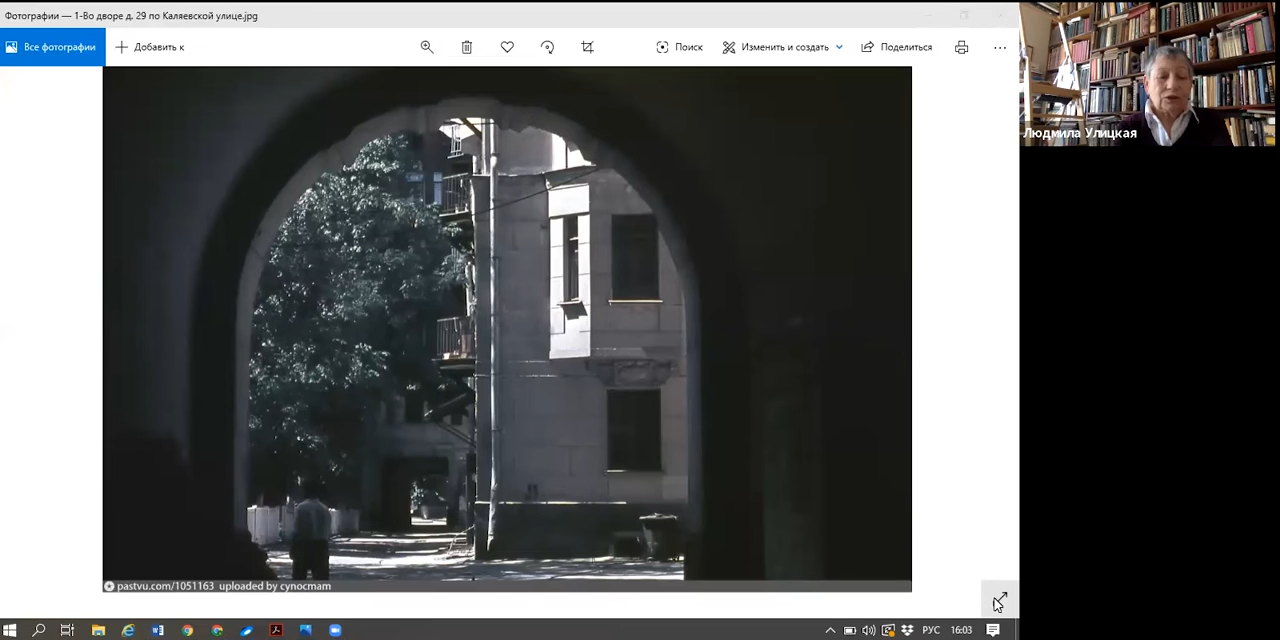 Фотографии — 1-Во дворе д. 29 по Каляевской улице.jpg
Все фотографии
Добавить к
Поиск
Изменить и создать
Поделиться
Людмила Улицкая
pastvu.com/1051163 uploaded by суnостаm
РУС
16:03